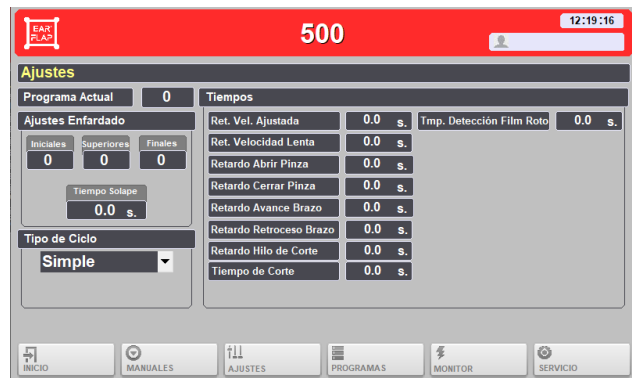 EAR
FLAP
500
12:19:16
Ajustes
Programa Actual 0
Tiempos
Ajustes Enfardado
Iniciales Superiores Finales
0 0 0
Tiempo Solape
0.0 s.
Tipo de Ciclo
Simple
Ret. Vel. Ajustada 0.0 s.
Tmp. Detección Film Roto 0.0 s.
Ret. Velocidad Lenta 0.0 s.
Retardo Abrir Pinza 0.0 s.
Retardo Cerrar Pinza 0.0 s.
Retardo Avance Brazo 0.0 s.
Retardo Retroceso Brazo 0.0 s.
Retardo Hilo de Corte 0.0 s.
Tiempo de Corte 0.0 s.
INICIO MANUALES AJUSTES PROGRAMAS MONITOR SERVICIO